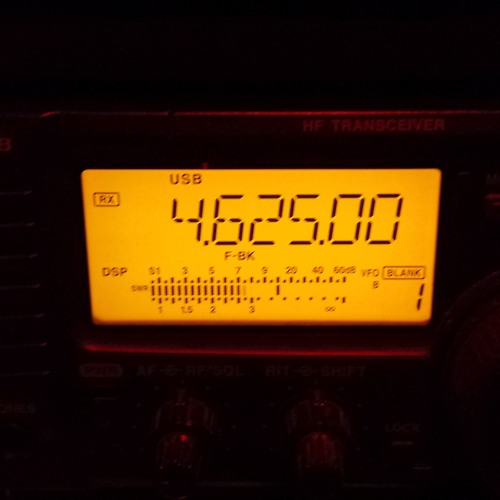 HF TRANSCEIVER
USB
RX
4.625.00
F-BK
DSP S1 3 5 7 9 20 40 60dB VFO BLANK
SWR B
1 1.5 2 3 ∞ 1
AF RF/SQL RIT SHIFT
LOCK